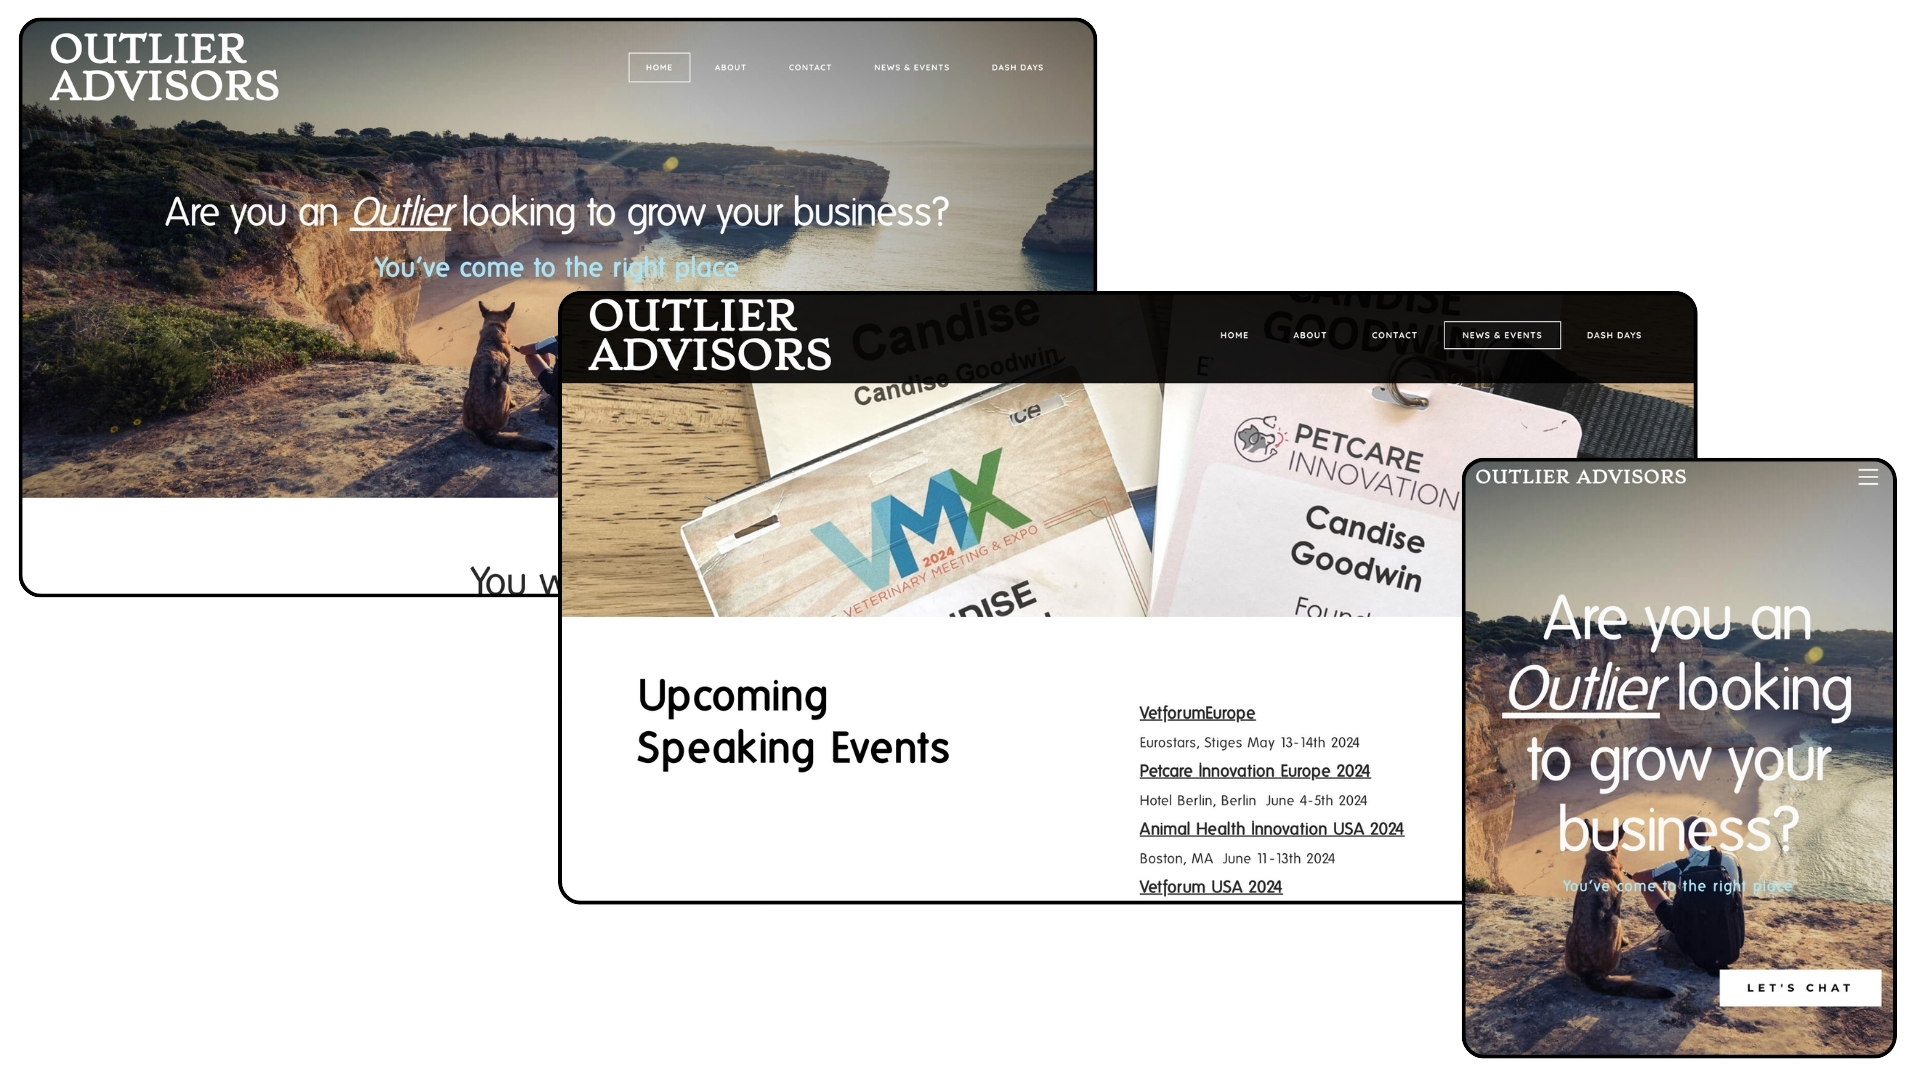 OUTLIER
ADVISORS
HOME ABOUT CONTACT NEWS & EVENTS DASH DAYS
Are you an Outlier looking to grow your business?
You've come to the right place
You w
OUTLIER
ADVISORS
HOME ABOUT CONTACT NEWS & EVENTS DASH DAYS
Candise
Candise Goodwin
CANDISE
GOODWIN
ice
VMX
2024
VETERINARY MEETING & EXPO
NDISE
PETCARE
INNOVATION
Candise
Goodwin
Upcoming
Speaking Events
VetforumEurope
Eurostars, Stiges May 13-14th 2024
Petcare Innovation Europe 2024
Hotel Berlin, Berlin June 4-5th 2024
Animal Health Innovation USA 2024
Boston, MA June 11-13th 2024
Vetforum USA 2024
OUTLIER ADVISORS
Are you an
Outlier looking
to grow your
business?
You've come to the right place
LET'S CHAT